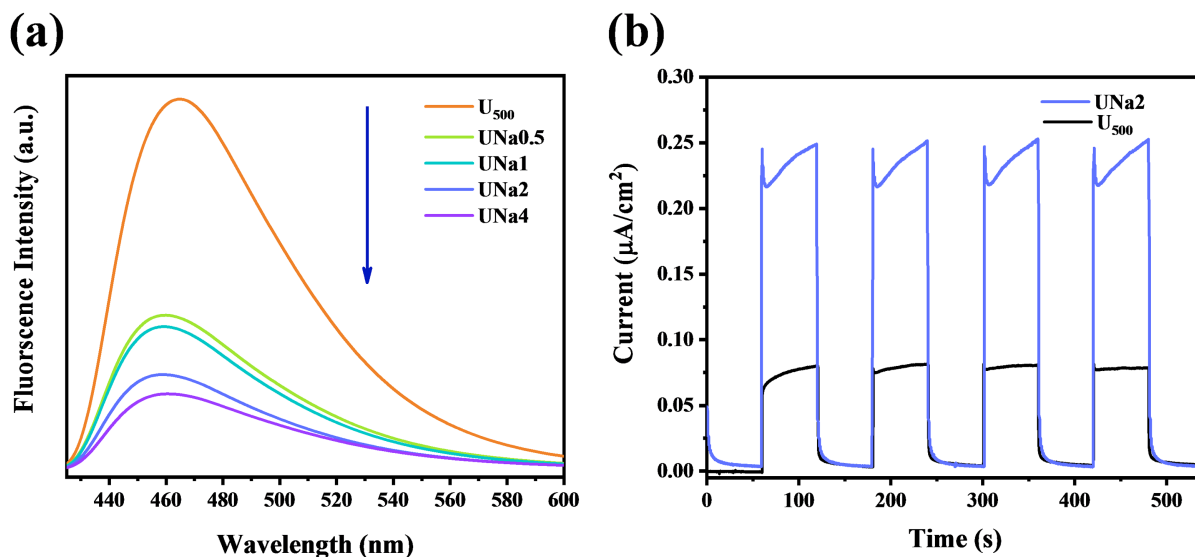 (a)
Fluorscence Intensity (a.u.)
U₅₀₀
UNa0.5
UNa1
UNa2
UNa4
440 460 480 500 520 540 560 580 600
Wavelength (nm)
(b)
Current (μA/cm²)
0.30
0.25
0.20
0.15
0.10
0.05
0.00
UNa2
U₅₀₀
0 100 200 300 400 500
Time (s)